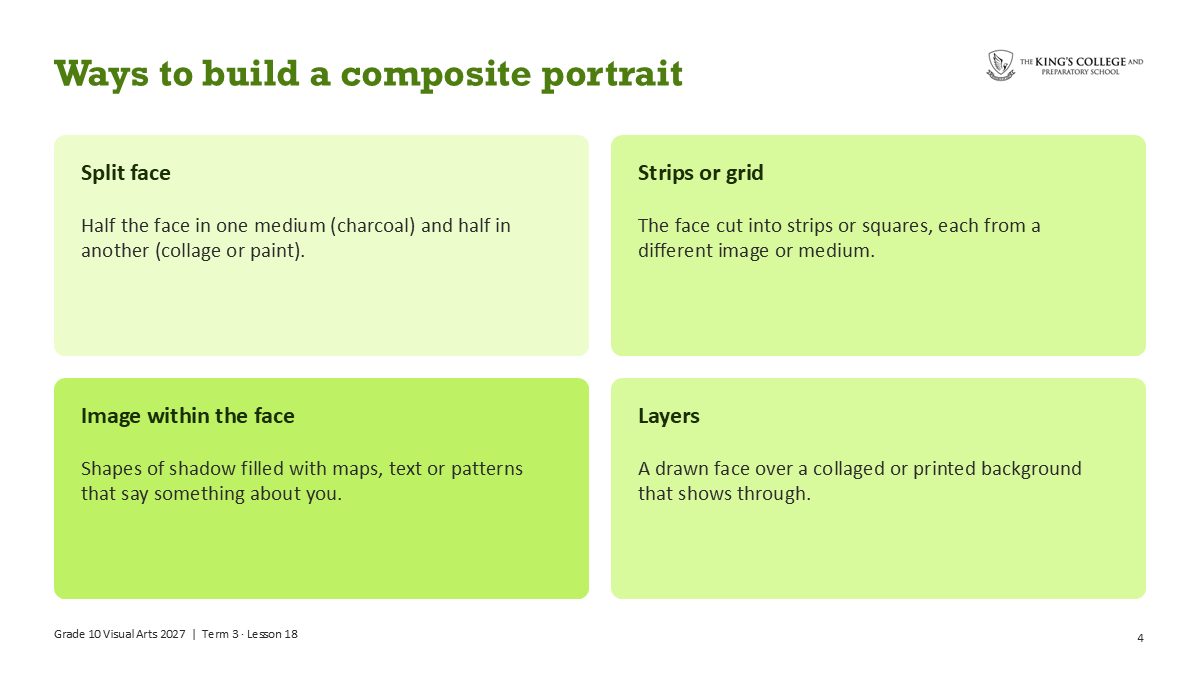 Ways to build a composite portrait
THE KING'S COLLEGE AND
PREPARATORY SCHOOL
Split face
Half the face in one medium (charcoal) and half in
another (collage or paint).
Strips or grid
The face cut into strips or squares, each from a
different image or medium.
Image within the face
Shapes of shadow filled with maps, text or patterns
that say something about you.
Layers
A drawn face over a collaged or printed background
that shows through.
Grade 10 Visual Arts 2027 | Term 3 · Lesson 18
4